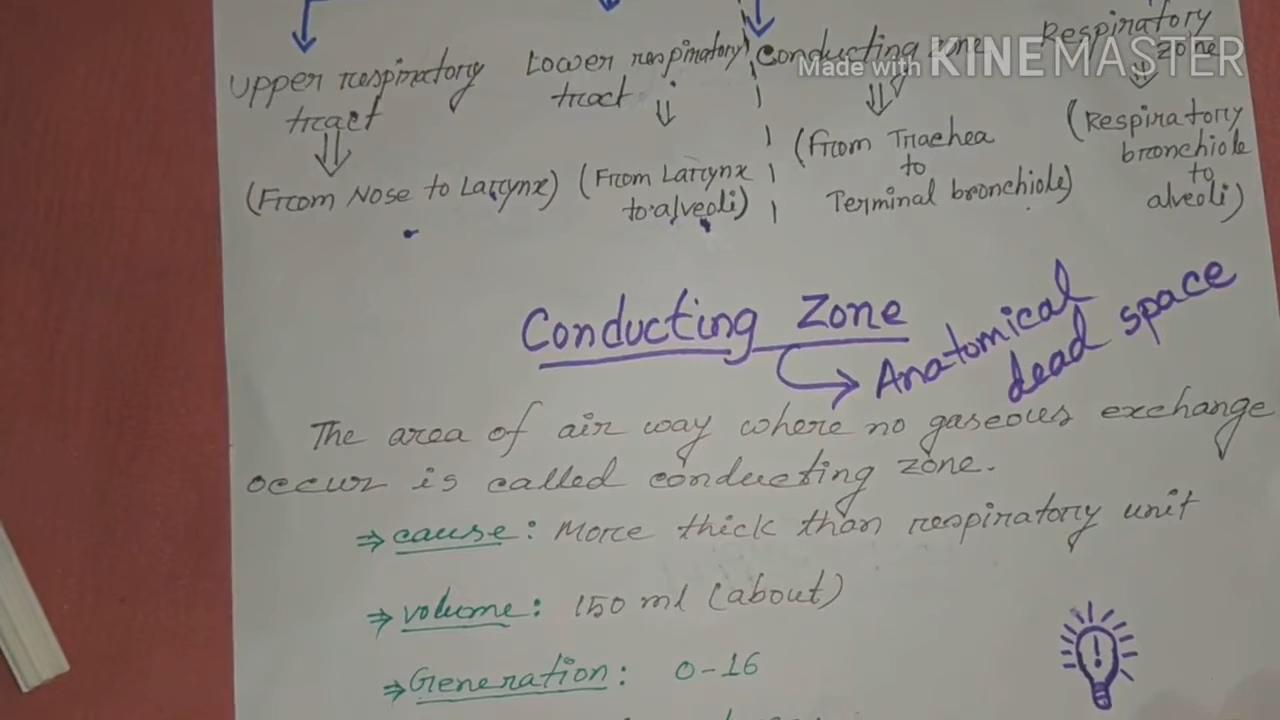 Upper respiratory
tract
(From Nose to Larynx)
Lower respiratory
tract
(From Larynx
to alveoli)
Conducting zone
(From Trachea
to
Terminal bronchiole)
Respiratory
zone
(Respiratory
bronchiole
to
alveoli)
Made with KINEMASTER
Conducting Zone
Anatomical
dead space
The area of air way where no gaseous exchange
occur is called conducting zone.
⇒ cause: More thick than respiratory unit
⇒ volume: 150 ml (about)
⇒ Generation: 0-16